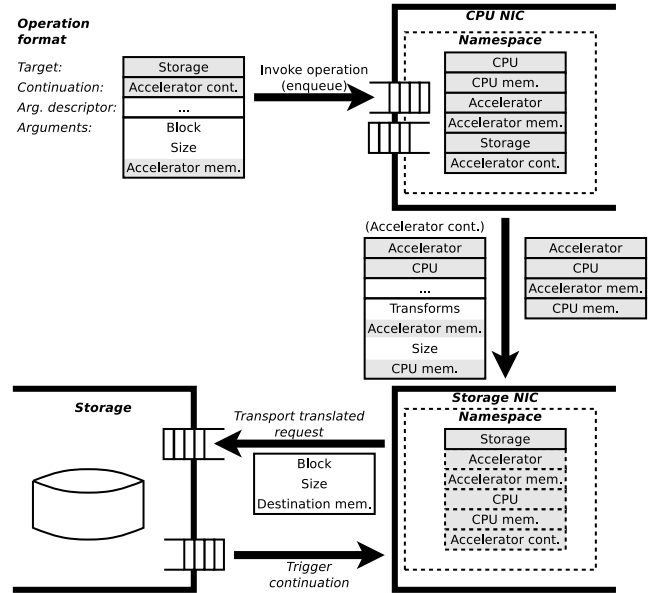 Operation
format
Target:
Continuation:
Arg. descriptor:
Arguments:
Storage
Accelerator cont.
...
Block
Size
Accelerator mem.
Invoke operation
(enqueue)
CPU NIC
Namespace
CPU
CPU mem.
Accelerator
Accelerator mem.
Storage
Accelerator cont.
(Accelerator cont.)
Accelerator
CPU
...
Transforms
Accelerator mem.
Size
CPU mem.
Accelerator
CPU
Accelerator mem.
CPU mem.
Storage
Transport translated
request
Block
Size
Destination mem.
Trigger
continuation
Storage NIC
Namespace
Storage
Accelerator
Accelerator mem.
CPU
CPU mem.
Accelerator cont.